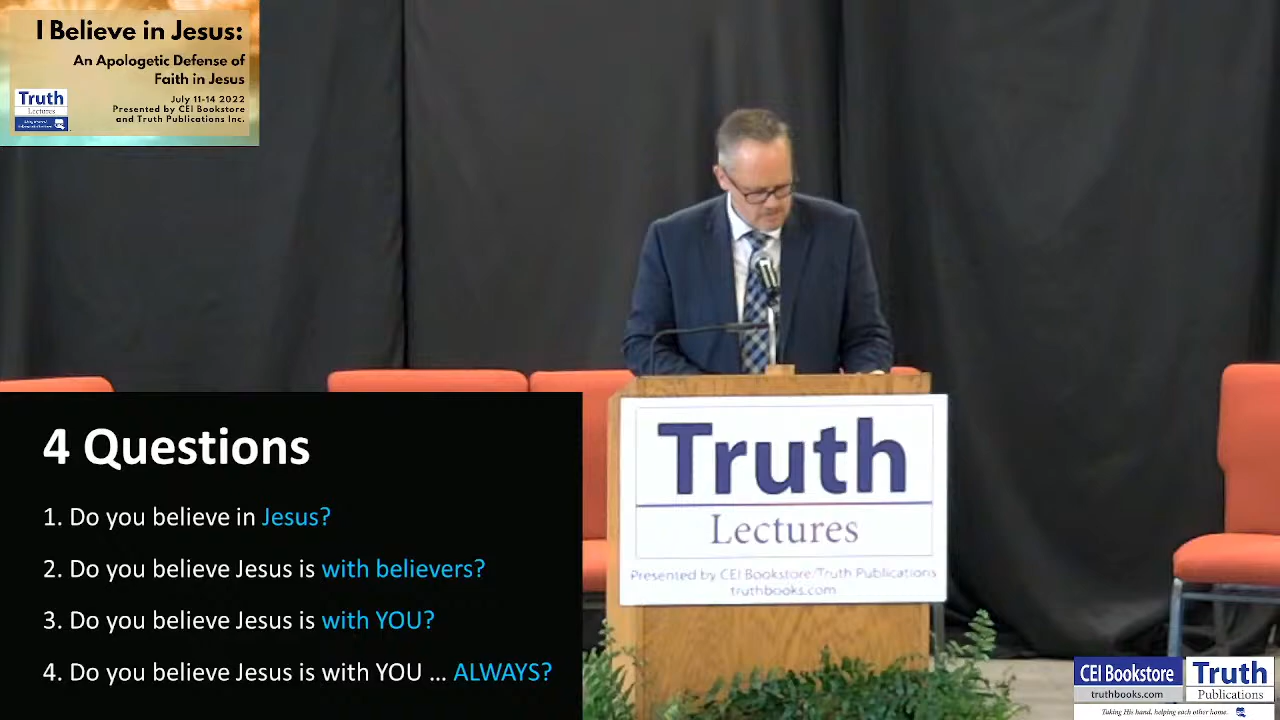 I Believe in Jesus:
An Apologetic Defense of
Faith in Jesus
July 11-14 2022
Presented by CEI Bookstore
and Truth Publications Inc.
Truth
Lectures
4 Questions
1. Do you believe in Jesus?
2. Do you believe Jesus is with believers?
3. Do you believe Jesus is with YOU?
4. Do you believe Jesus is with YOU ... ALWAYS?
Truth
Lectures
Presented by CEI Bookstore/Truth Publications
truthbooks.com
CEI Bookstore
truthbooks.com
Truth
Publications
Taking His hand, helping each other home.